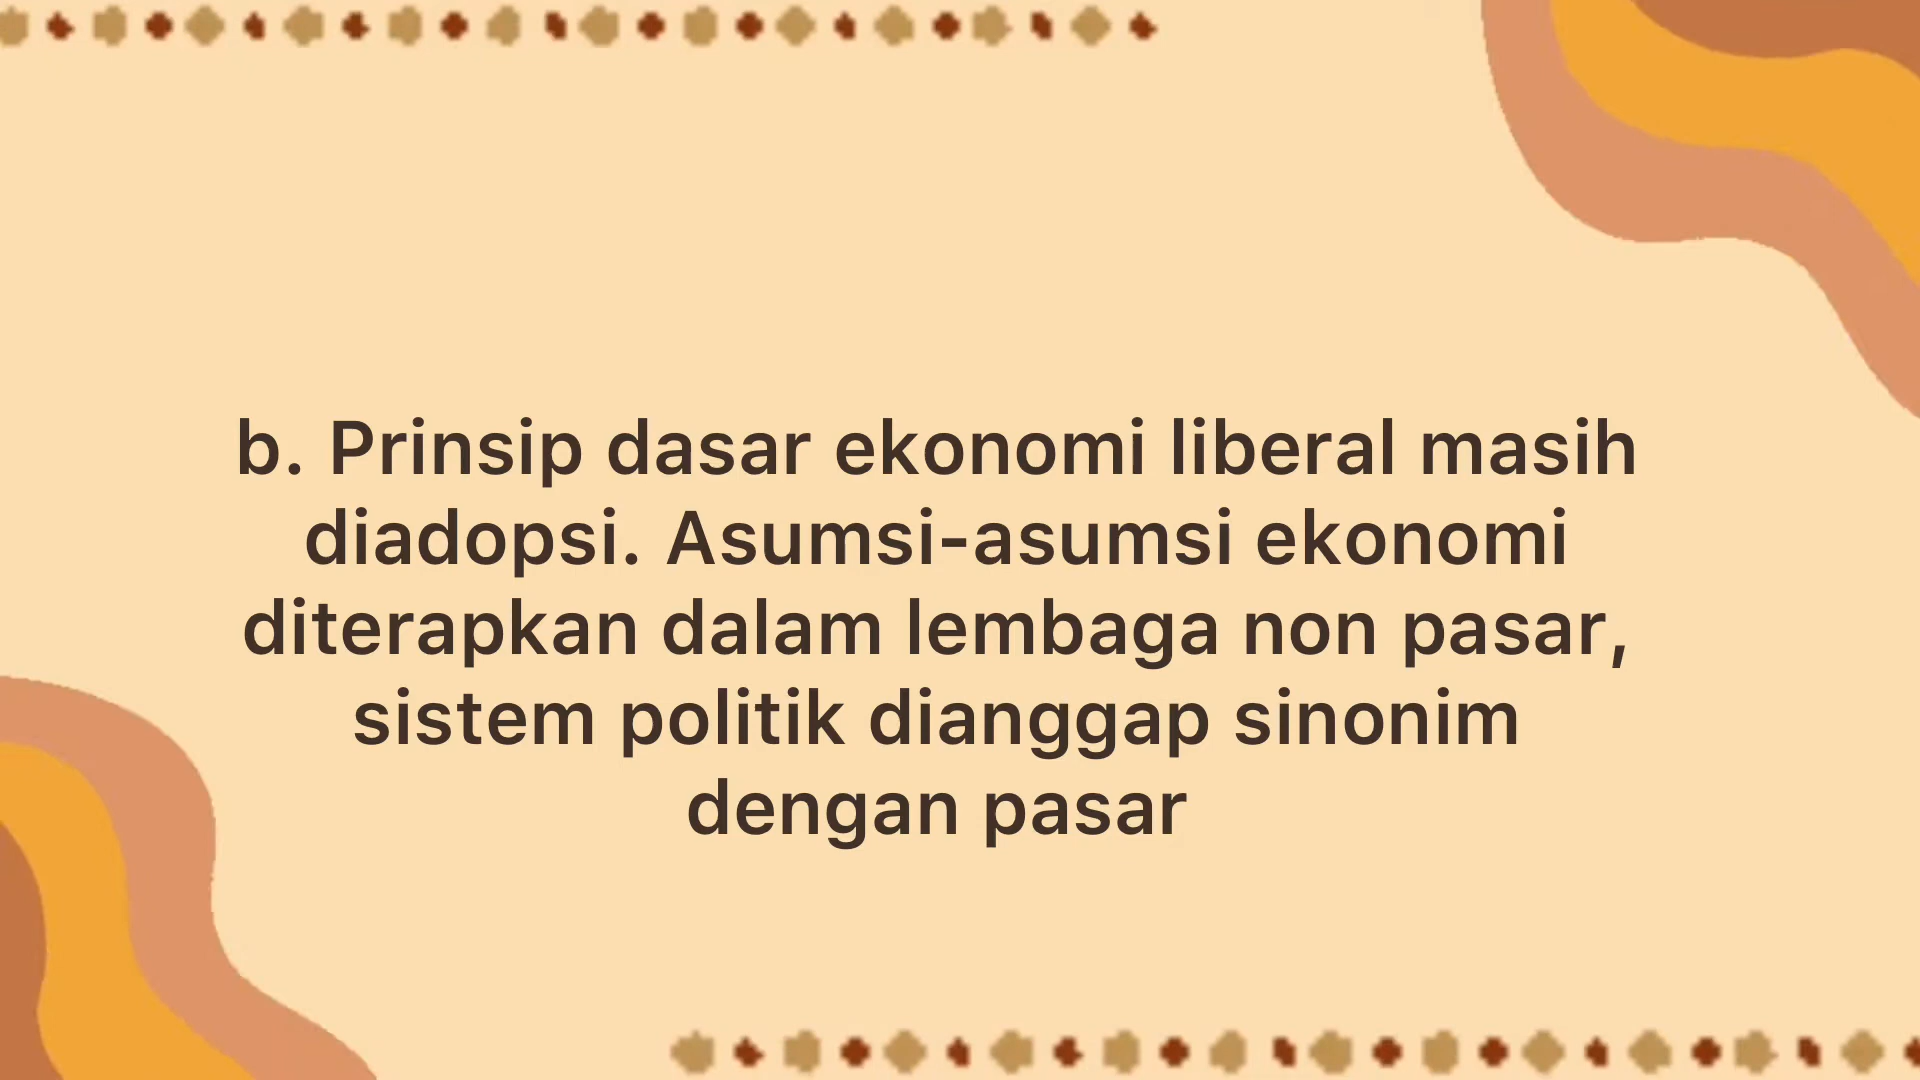 b. Prinsip dasar ekonomi liberal masih
diadopsi. Asumsi-asumsi ekonomi
diterapkan dalam lembaga non pasar,
sistem politik dianggap sinonim
dengan pasar